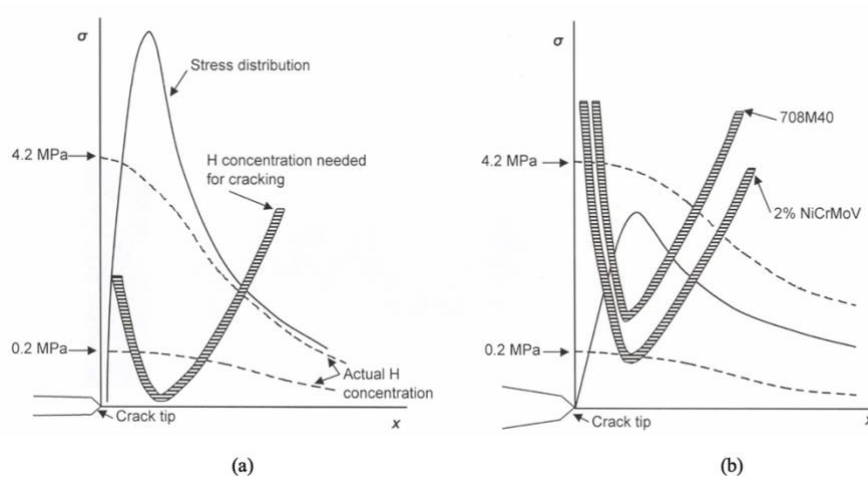 σ
Stress distribution
4.2 MPa
H concentration needed
for cracking
0.2 MPa
Actual H
concentration
Crack tip
x
(a)
σ
708M40
4.2 MPa
2% NiCrMoV
0.2 MPa
Crack tip
x
(b)